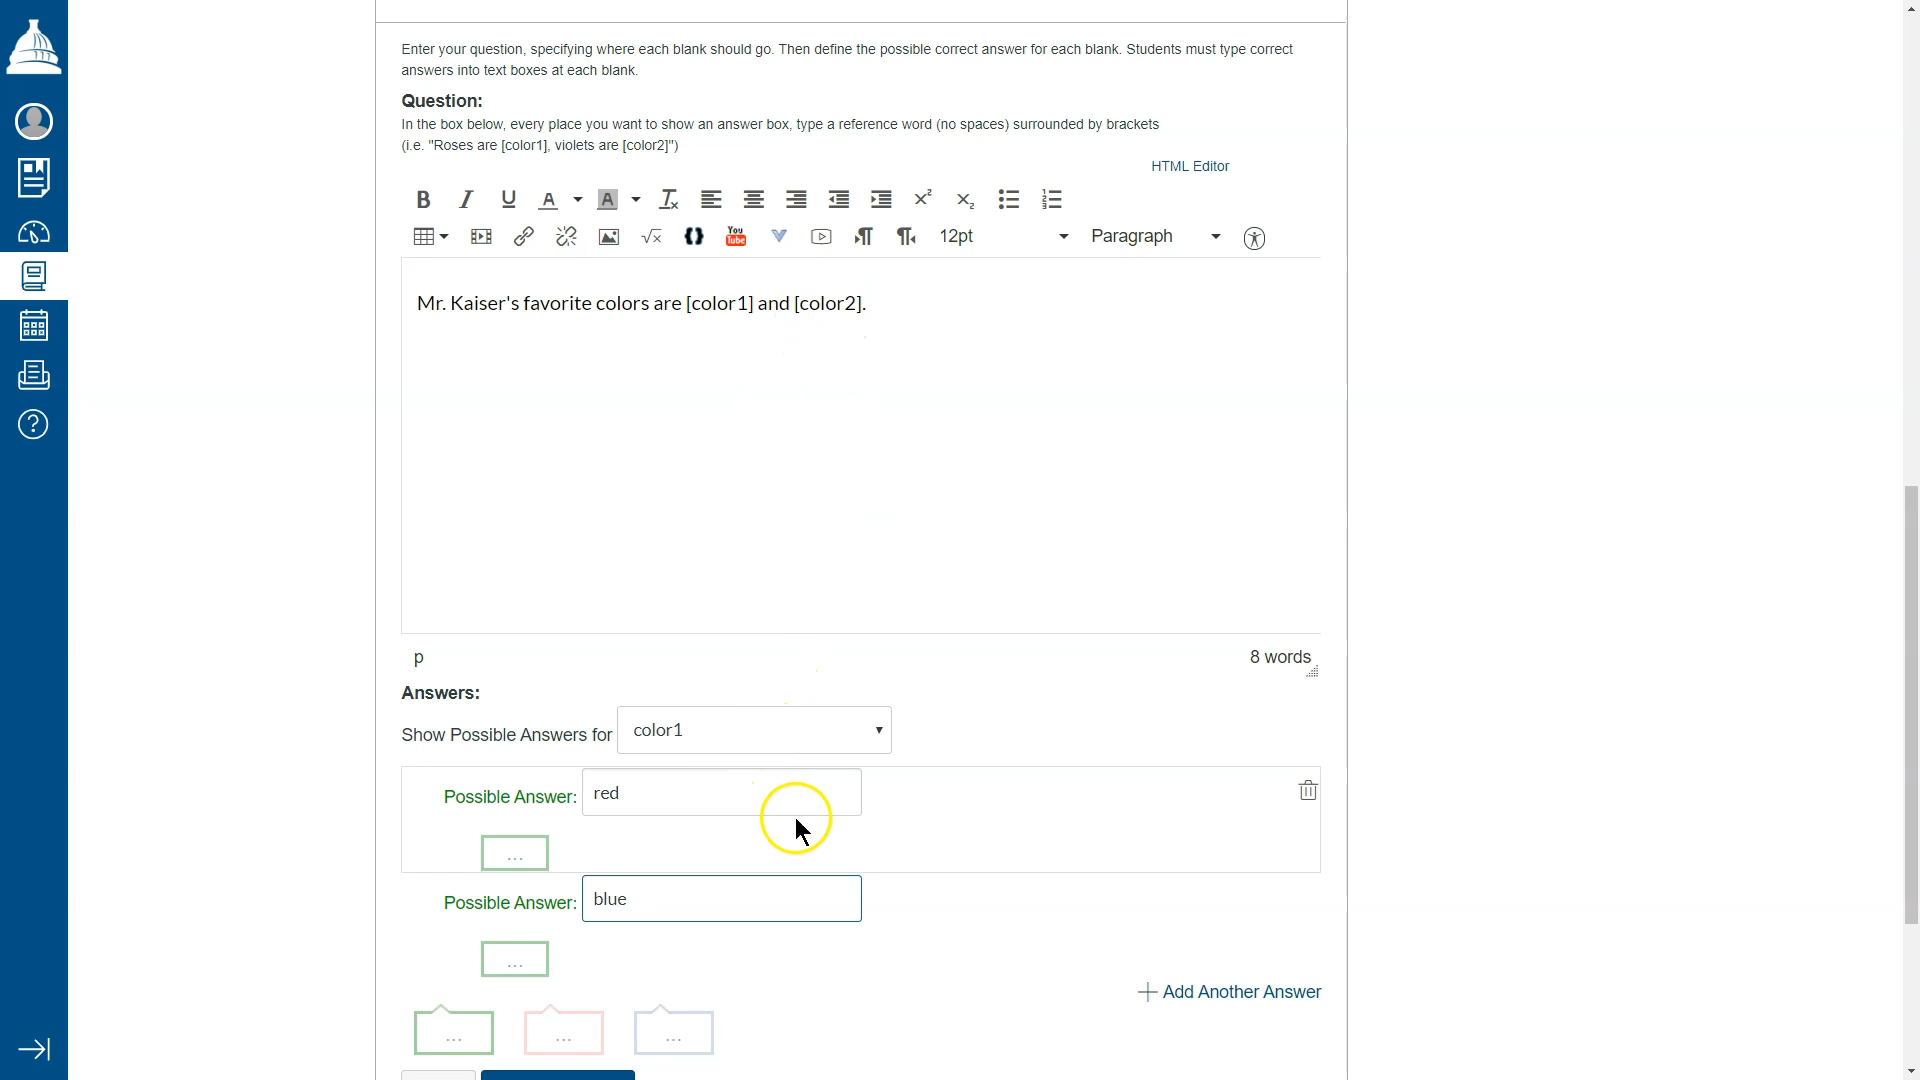 Enter your question, specifying where each blank should go. Then define the possible correct answer for each blank. Students must type correct
answers into text boxes at each blank.
Question:
In the box below, every place you want to show an answer box, type a reference word (no spaces) surrounded by brackets
(i.e. "Roses are [color1], violets are [color2]")
HTML Editor
12pt
Paragraph
Mr. Kaiser's favorite colors are [color1] and [color2].
p
8 words
Answers:
Show Possible Answers for color1
Possible Answer: red
...
Possible Answer: blue
...
Add Another Answer
... ... ...